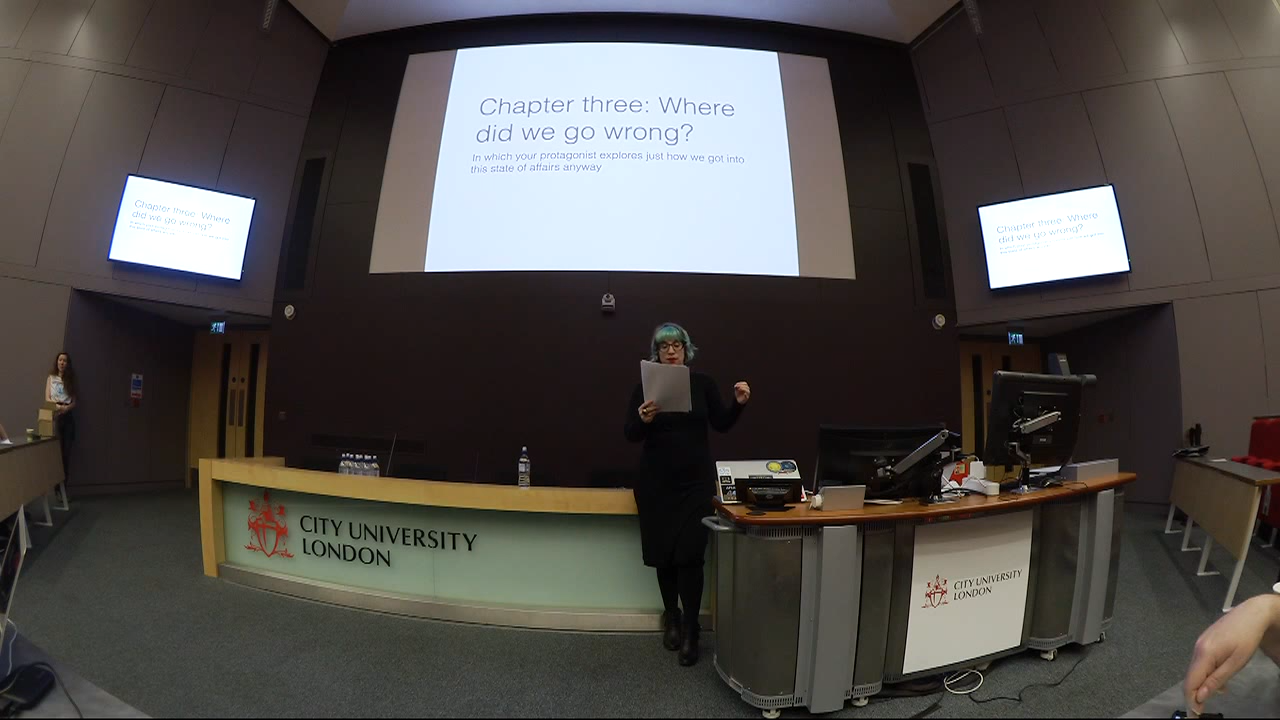 Chapter three: Where
did we go wrong?
In which your protagonist explores just how we got into
this state of affairs anyway
Chapter three: Where
did we go wrong?
Chapter three: Where
did we go wrong?
CITY UNIVERSITY
LONDON
CITY UNIVERSITY
LONDON